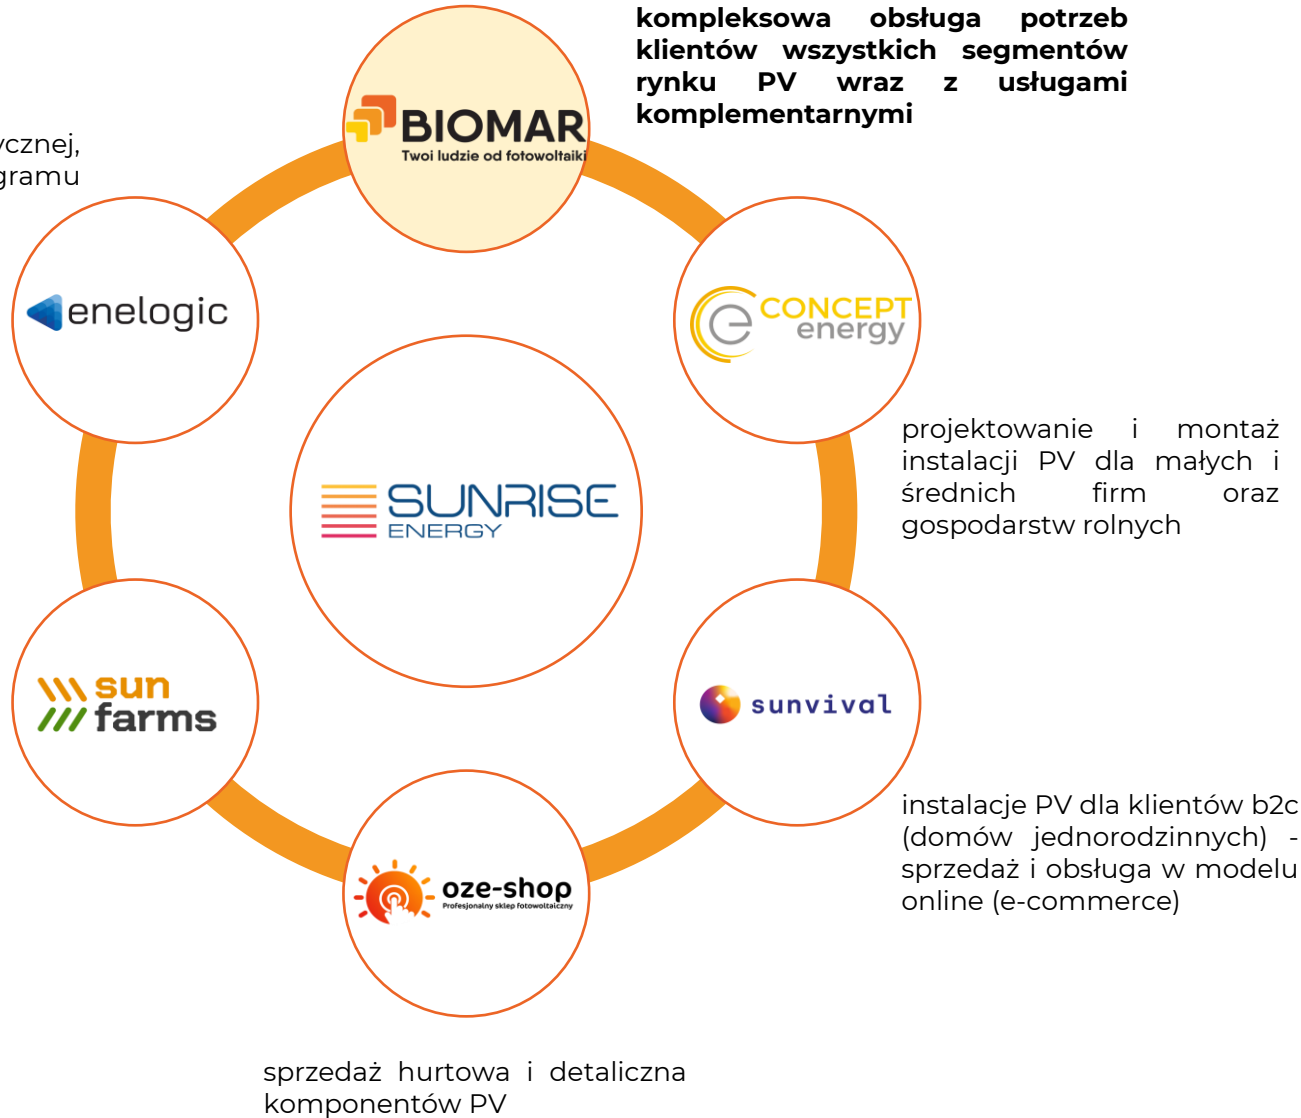 kompleksowa obsługa potrzeb
klientów wszystkich segmentów
rynku PV wraz z usługami
komplementarnymi
BIOMAR
Twoi ludzie od fotowoltaiki
enelogic
CONCEPT
energy
projektowanie i montaż
instalacji PV dla małych i
średnich firm oraz
gospodarstw rolnych
SUNRISE
ENERGY
sun
farms
sunvival
instalacje PV dla klientów b2c
(domów jednorodzinnych) -
sprzedaż i obsługa w modelu
online (e-commerce)
oze-shop
Profesjonalny sklep fotowoltaiczny
sprzedaż hurtowa i detaliczna
komponentów PV